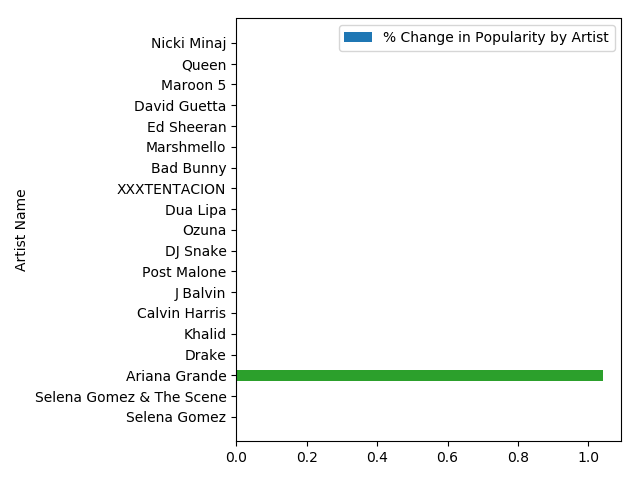 % Change in Popularity by Artist
Nicki Minaj
Queen
Maroon 5
David Guetta
Ed Sheeran
Marshmello
Bad Bunny
XXXTENTACION
Dua Lipa
Ozuna
DJ Snake
Post Malone
J Balvin
Calvin Harris
Khalid
Drake
Ariana Grande
Selena Gomez & The Scene
Selena Gomez
Artist Name
0.0 0.2 0.4 0.6 0.8 1.0